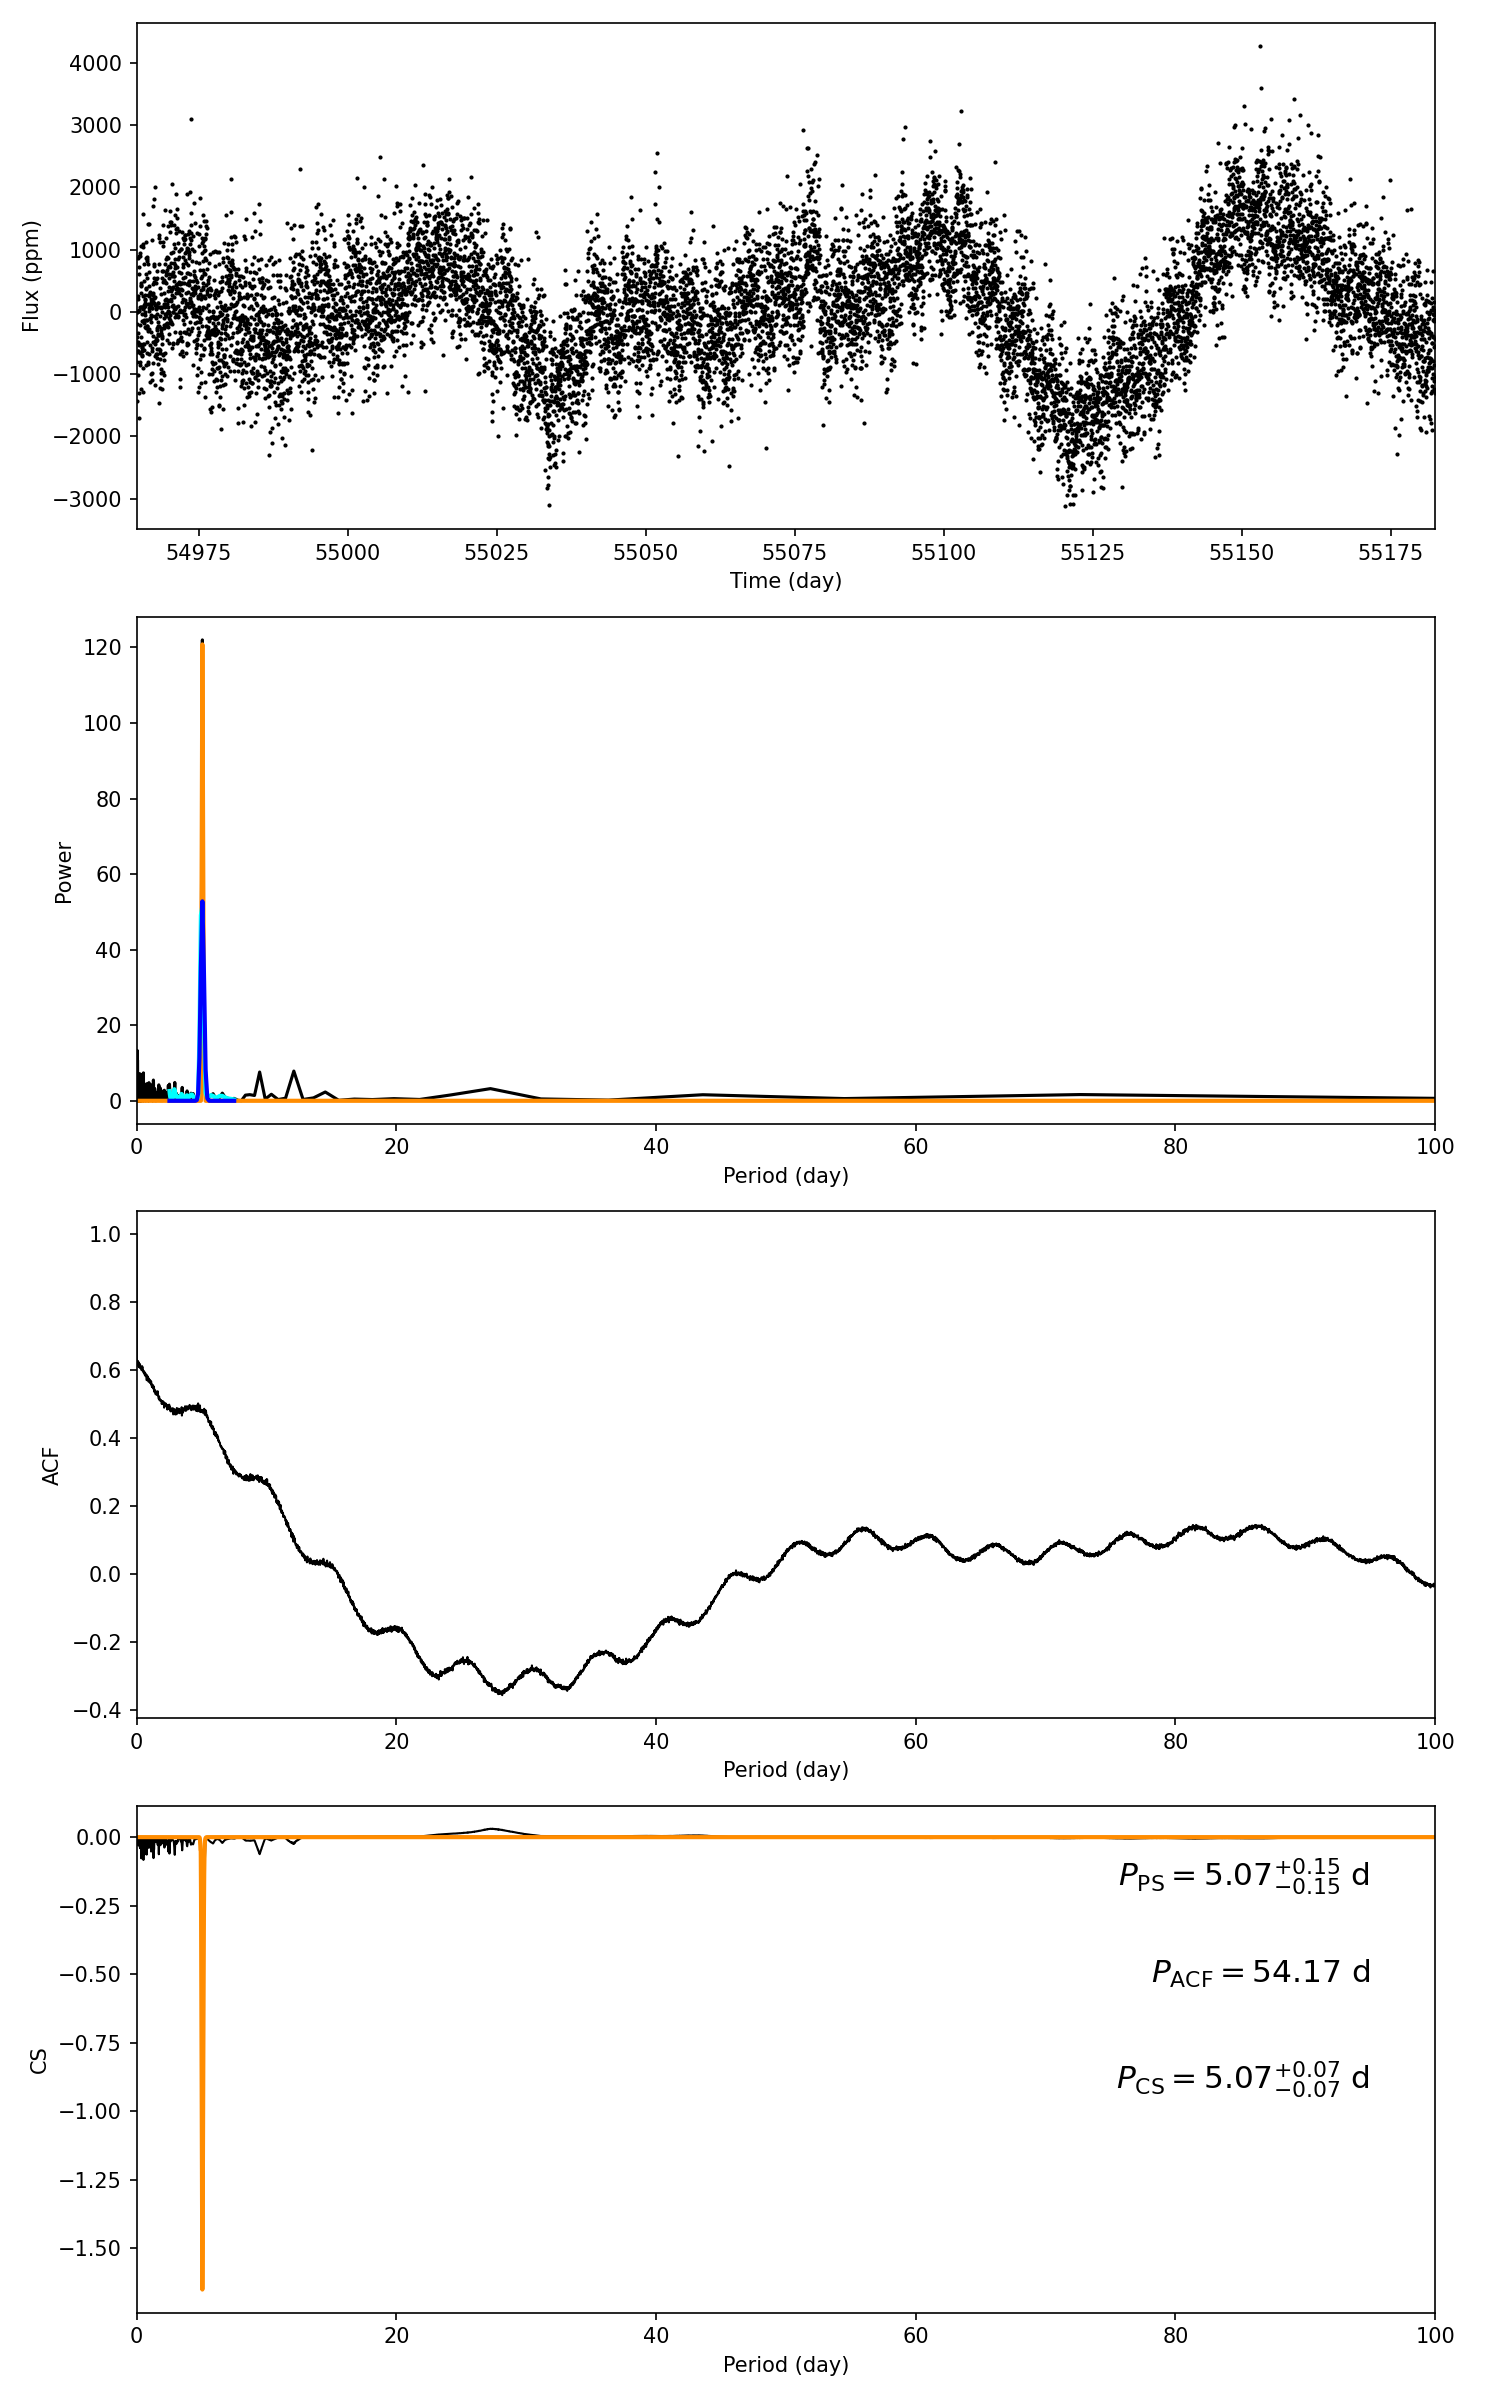 4000
3000
2000
1000
0
−1000
−2000
−3000
Flux (ppm)
54975 55000 55025 55050 55075 55100 55125 55150 55175
Time (day)
120
100
80
60
40
20
0
Power
0 20 40 60 80 100
Period (day)
1.0
0.8
0.6
0.4
0.2
0.0
−0.2
−0.4
ACF
0 20 40 60 80 100
Period (day)
0.00
−0.25
−0.50
−0.75
−1.00
−1.25
−1.50
CS
P_PS = 5.07^{+0.15}_{−0.15} d
P_ACF = 54.17 d
P_CS = 5.07^{+0.07}_{−0.07} d
0 20 40 60 80 100
Period (day)